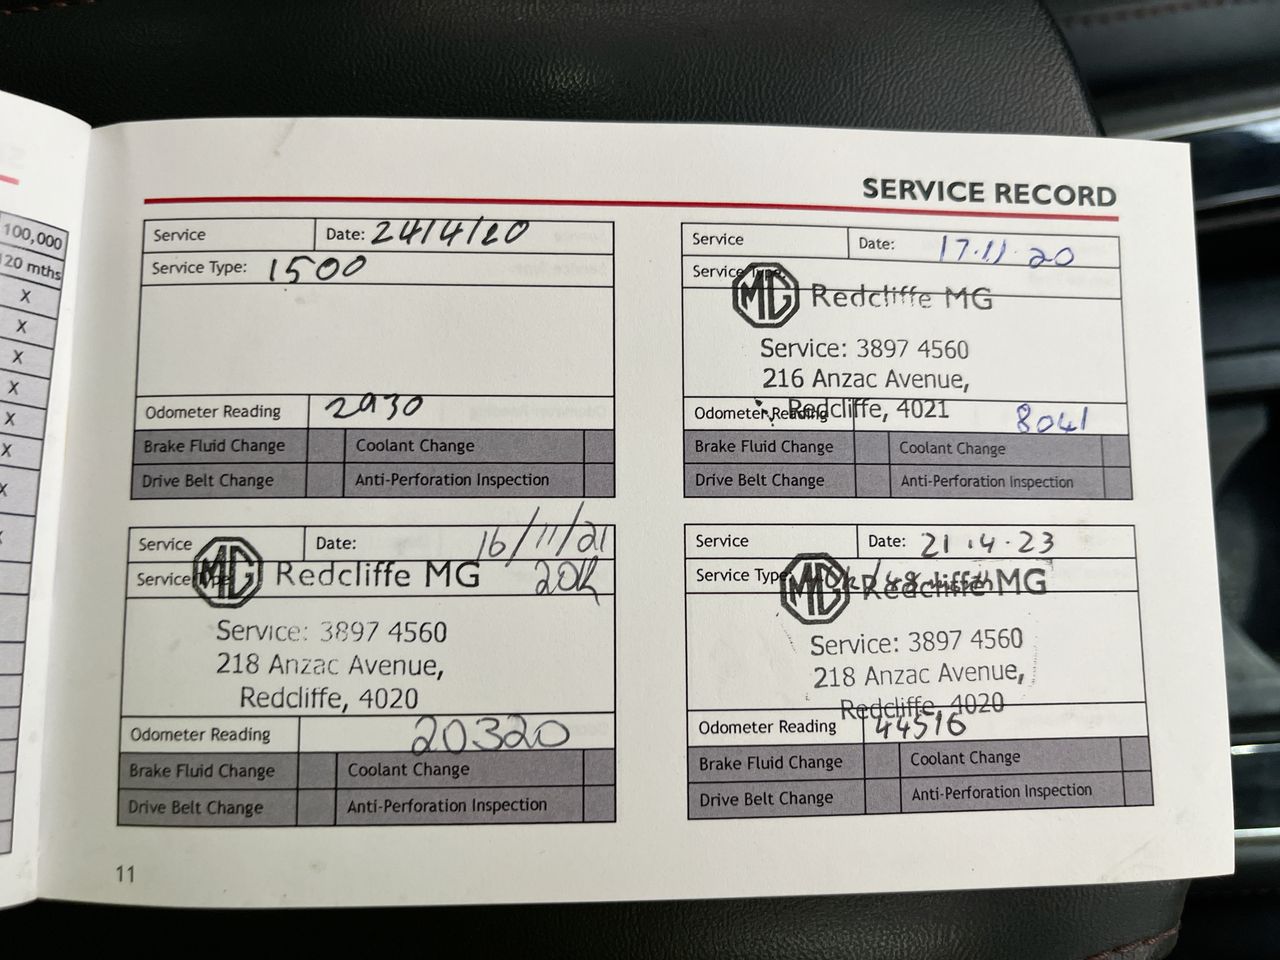 100,000
120 mths
X
X
X
X
X
X
X
SERVICE RECORD
Service Date: 24/4/20
Service Type: 1500
Odometer Reading 2930
Brake Fluid Change Coolant Change
Drive Belt Change Anti-Perforation Inspection
Service Date: 17.11.20
Service Type:
MG Redcliffe MG
Service: 3897 4560
216 Anzac Avenue,
Redcliffe, 4021
Odometer Reading 8041
Brake Fluid Change Coolant Change
Drive Belt Change Anti-Perforation Inspection
Service Date: 16/11/21
Service Type: 20k
MG Redcliffe MG
Service: 3897 4560
218 Anzac Avenue,
Redcliffe, 4020
Odometer Reading 20320
Brake Fluid Change Coolant Change
Drive Belt Change Anti-Perforation Inspection
Service Date: 21.4.23
Service Type:
MG Redcliffe MG
Service: 3897 4560
218 Anzac Avenue,
Redcliffe, 4020
Odometer Reading 44516
Brake Fluid Change Coolant Change
Drive Belt Change Anti-Perforation Inspection
11